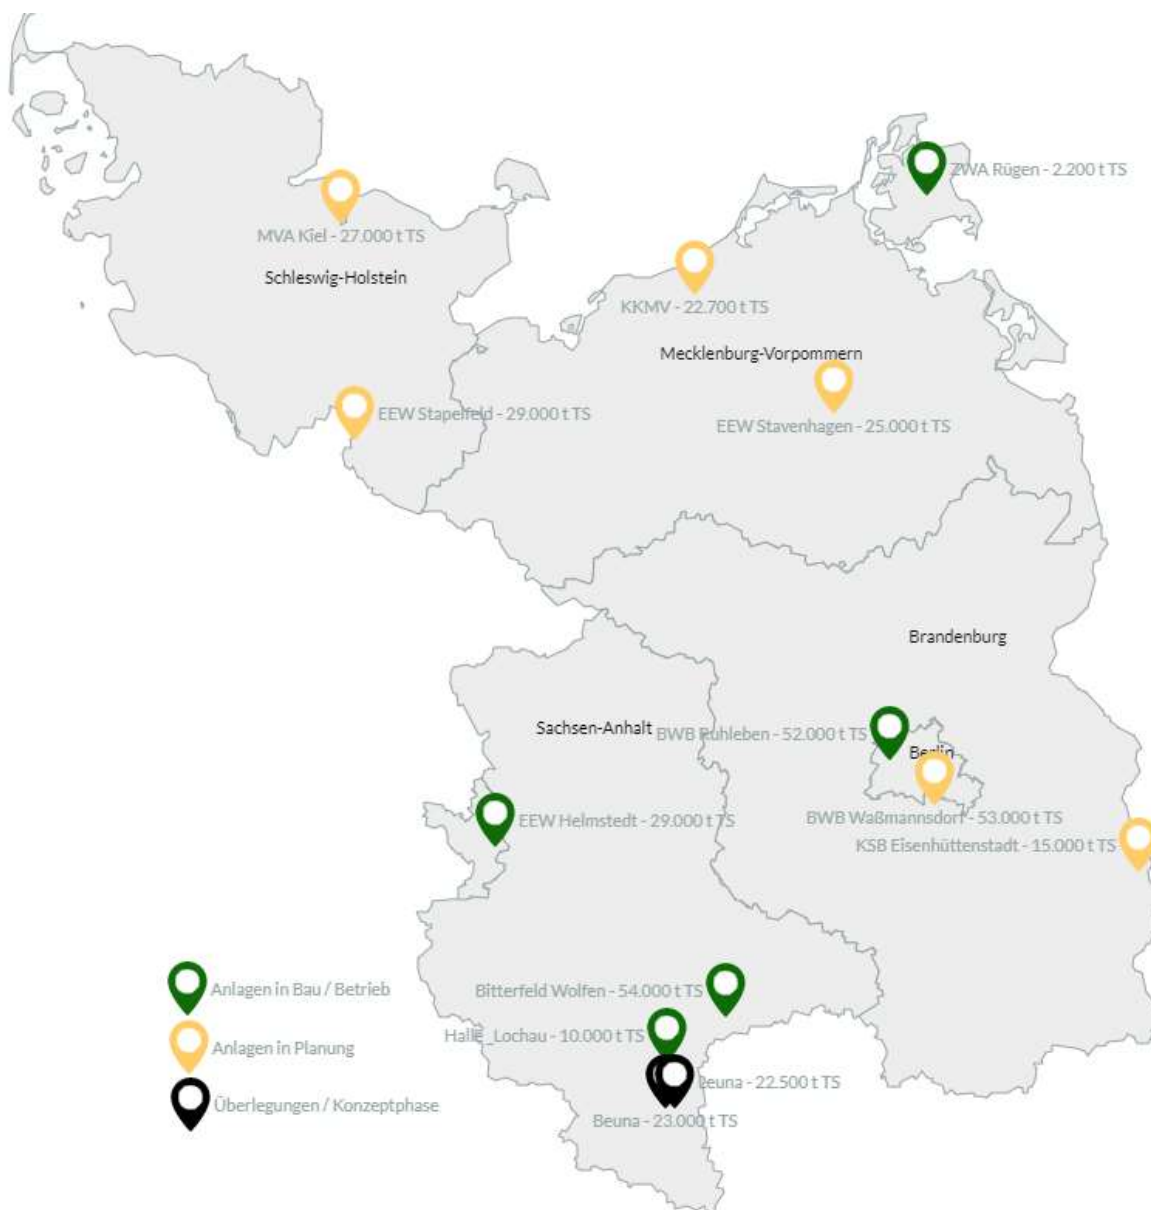 ZWA Rügen - 2.200 t TS
MVA Kiel - 27.000 t TS
Schleswig-Holstein
KKMV - 22.700 t TS
Mecklenburg-Vorpommern
EEW Stapelfeld - 29.000 t TS
EEW Stavenhagen - 25.000 t TS
Brandenburg
Sachsen-Anhalt
BWB Ruhleben - 52.000 t TS
Berlin
EEW Helmstedt - 29.000 t TS
BWB Waßmannsdorf - 53.000 t TS
KSB Eisenhüttenstadt - 15.000 t TS
Anlagen in Bau / Betrieb
Bitterfeld Wolfen - 54.000 t TS
Halle_Lochau - 10.000 t TS
Anlagen in Planung
Leuna - 22.500 t TS
Überlegungen / Konzeptphase
Beuna - 23.000 t TS